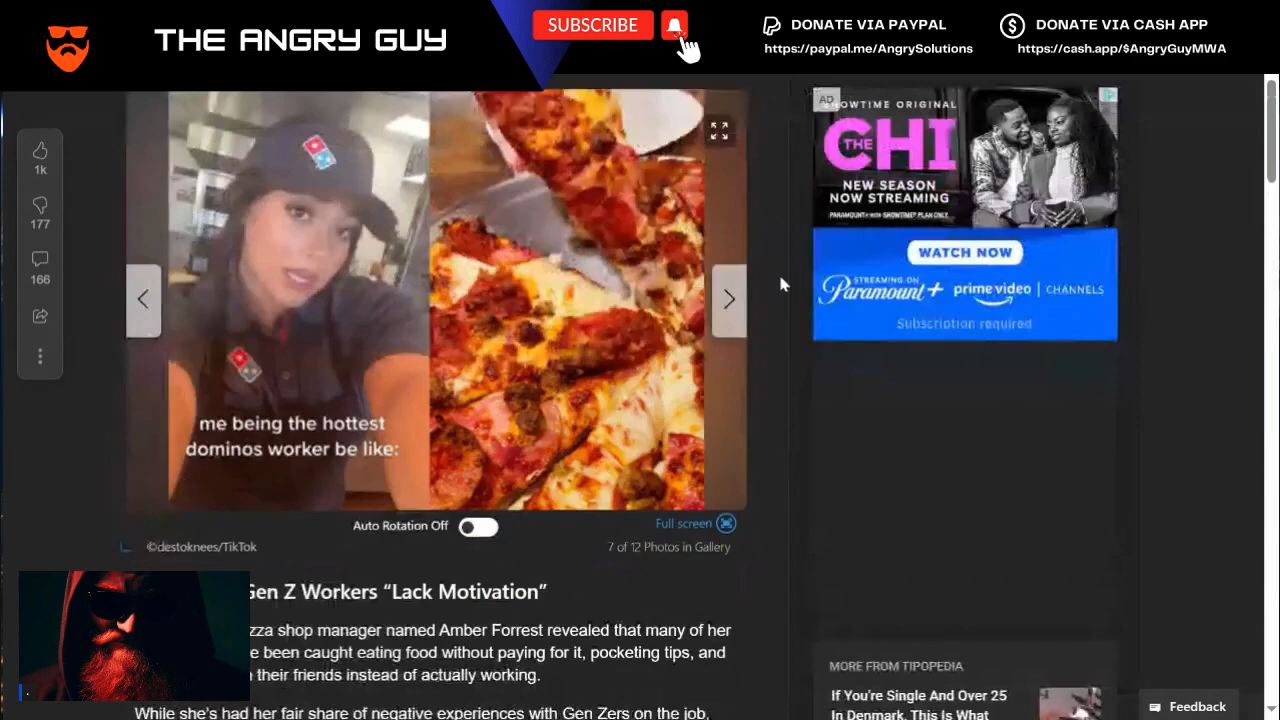 THE ANGRY GUY
SUBSCRIBE
DONATE VIA PAYPAL
https://paypal.me/AngrySolutions
DONATE VIA CASH APP
https://cash.app/$AngryGuyMWA
1k
177
166
me being the hottest
dominos worker be like:
AD
SHOWTIME ORIGINAL
THE CHI
NEW SEASON
NOW STREAMING
PARAMOUNT+ WITH SHOWTIME PLAN ONLY.
WATCH NOW
STREAMING ON
Paramount+ prime video | CHANNELS
Subscription required
Auto Rotation Off
Full screen
©destoknees/TikTok
7 of 12 Photos in Gallery
Gen Z Workers “Lack Motivation”
zza shop manager named Amber Forrest revealed that many of her
e been caught eating food without paying for it, pocketing tips, and
their friends instead of actually working.
While she's had her fair share of negative experiences with Gen Zers on the job,
MORE FROM TIPOPEDIA
If You're Single And Over 25
In Denmark, This Is What
Feedback